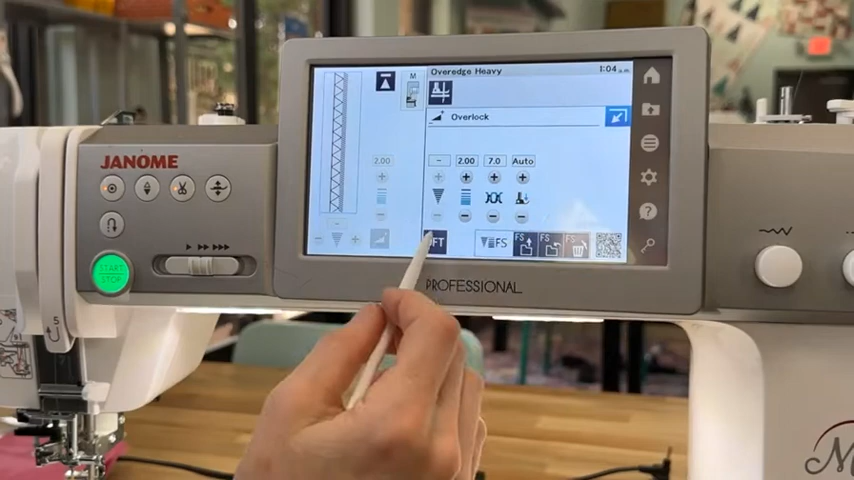 Overedge Heavy
1:04
M
Overlock
2.00
- 2.00 7.0 Auto
FS
FS FS FS
JANOME
START
STOP
PROFESSIONAL
S
M